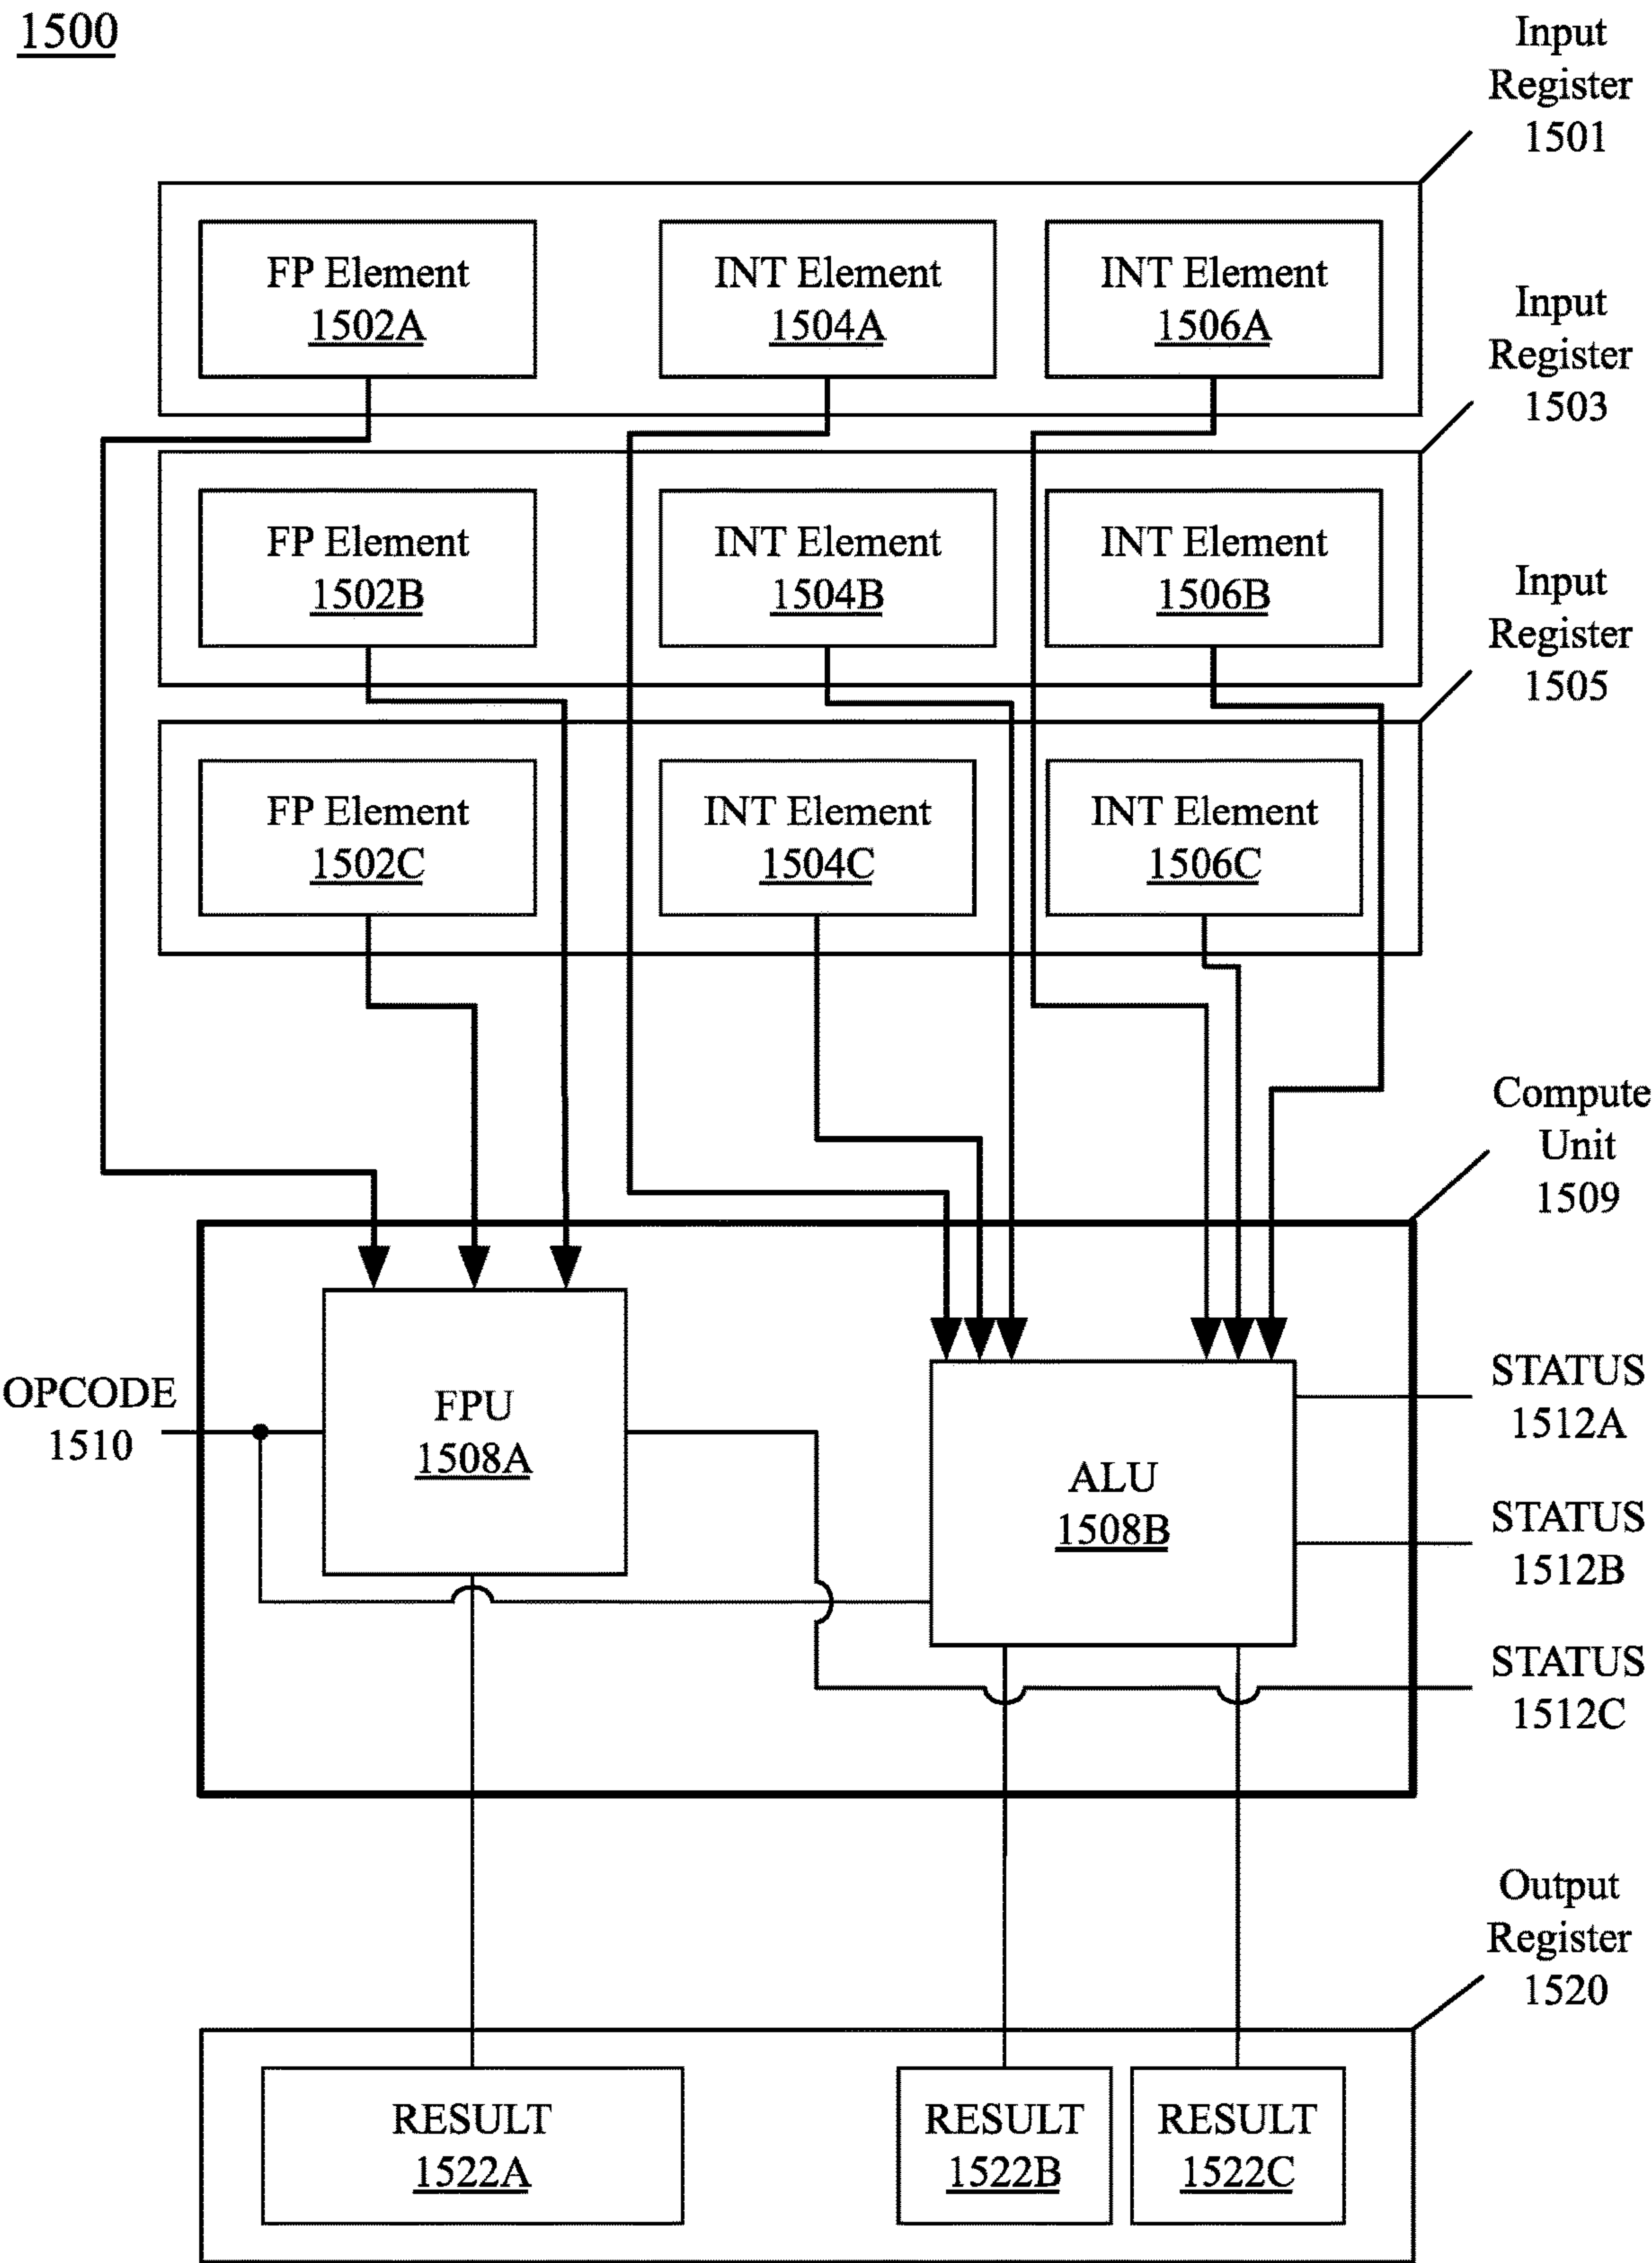 1500
Input
Register
1501
FP Element
1502A
INT Element
1504A
INT Element
1506A
Input
Register
1503
FP Element
1502B
INT Element
1504B
INT Element
1506B
Input
Register
1505
FP Element
1502C
INT Element
1504C
INT Element
1506C
Compute
Unit
1509
OPCODE
1510
FPU
1508A
ALU
1508B
STATUS
1512A
STATUS
1512B
STATUS
1512C
Output
Register
1520
RESULT
1522A
RESULT
1522B
RESULT
1522C